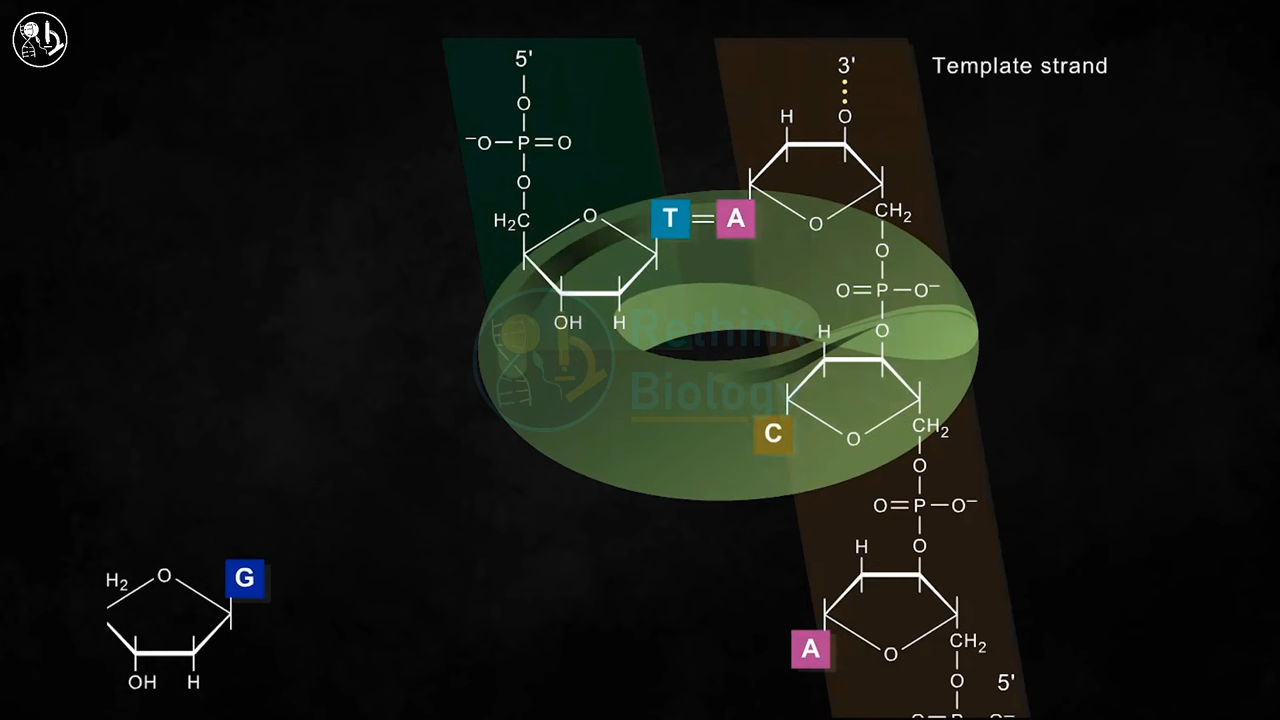 5'
3'
Template strand
O
H
O
⁻O–P=O
O
O
CH₂
H₂C
O
T=A
O
O
O=P–O⁻
OH
H
H
O
Rethink
Biology
C
O
CH₂
O
O=P–O⁻
H
O
H₂
O
G
A
O
CH₂
OH
H
O
5'
O=P–O⁻